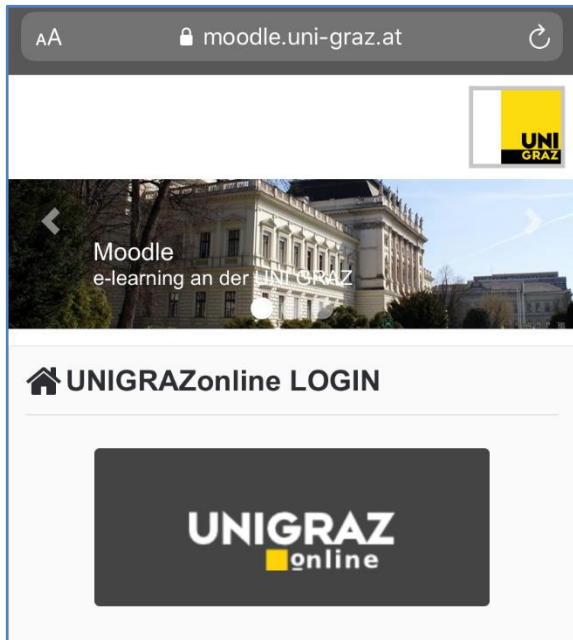 AA moodle.uni-graz.at
UNI
GRAZ
Moodle
e-learning an der UNI GRAZ
UNIGRAZonline LOGIN
UNIGRAZ
online